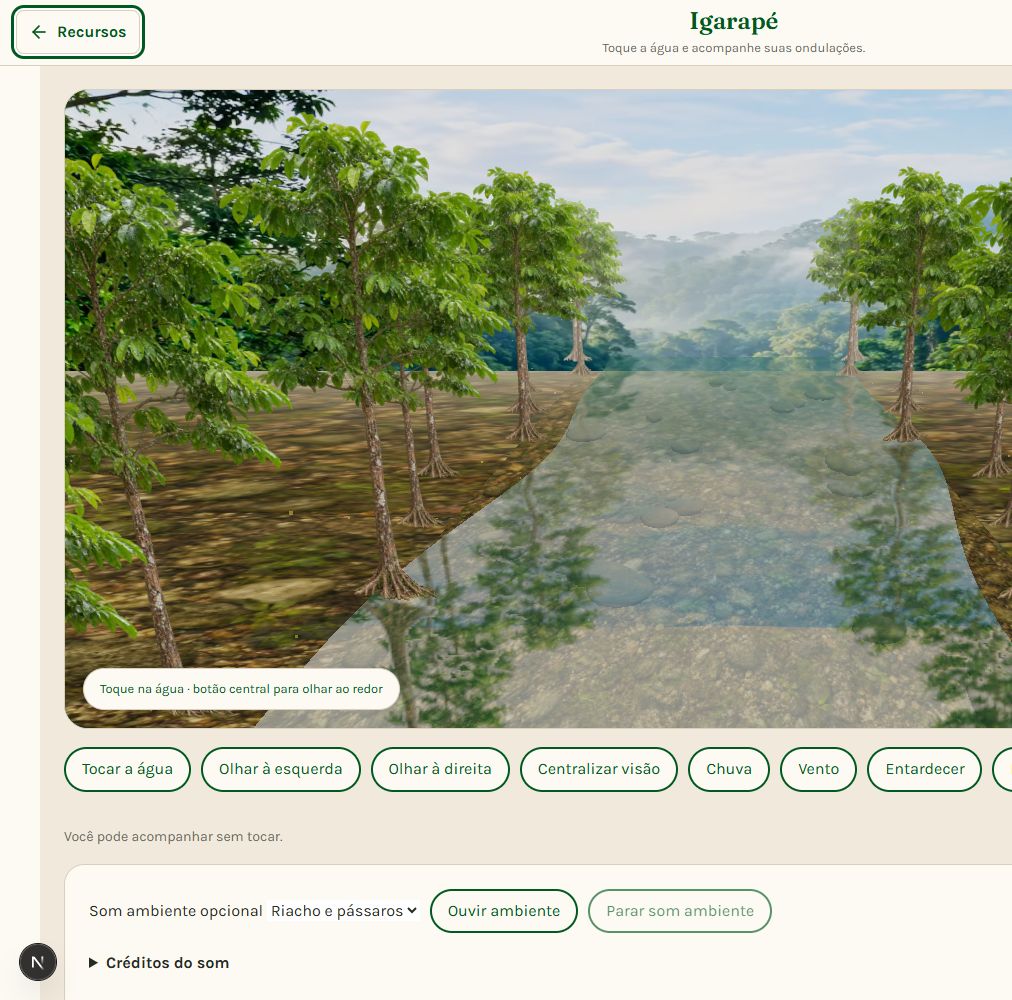 Recursos
Igarapé
Toque a água e acompanhe suas ondulações.
Toque na água · botão central para olhar ao redor
Tocar a água
Olhar à esquerda
Olhar à direita
Centralizar visão
Chuva
Vento
Entardecer
Você pode acompanhar sem tocar.
Som ambiente opcional Riacho e pássaros
Ouvir ambiente
Parar som ambiente
Créditos do som
N